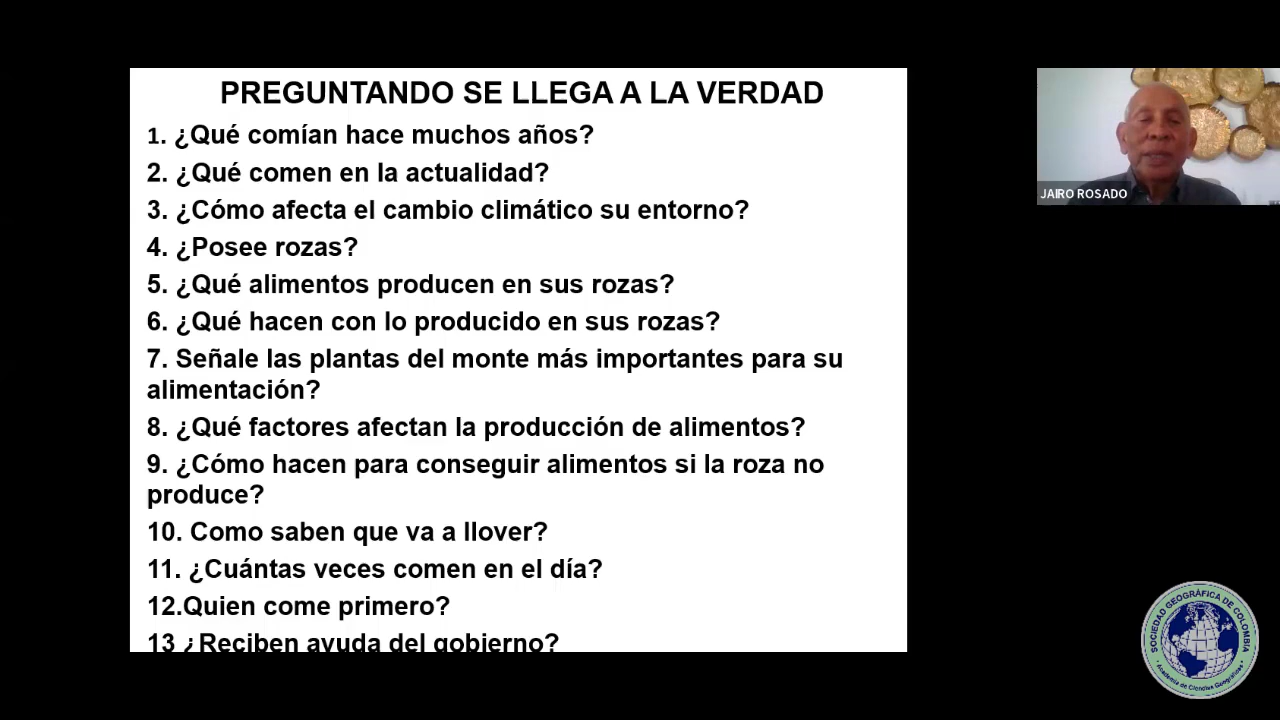 PREGUNTANDO SE LLEGA A LA VERDAD
1. ¿Qué comían hace muchos años?
2. ¿Qué comen en la actualidad?
3. ¿Cómo afecta el cambio climático su entorno?
4. ¿Posee rozas?
5. ¿Qué alimentos producen en sus rozas?
6. ¿Qué hacen con lo producido en sus rozas?
7. Señale las plantas del monte más importantes para su
alimentación?
8. ¿Qué factores afectan la producción de alimentos?
9. ¿Cómo hacen para conseguir alimentos si la roza no
produce?
10. Como saben que va a llover?
11. ¿Cuántas veces comen en el día?
12.Quien come primero?
13 ¿Reciben ayuda del gobierno?
JAIRO ROSADO
SOCIEDAD GEOGRÁFICA DE COLOMBIA
Academia de Ciencias Geográficas